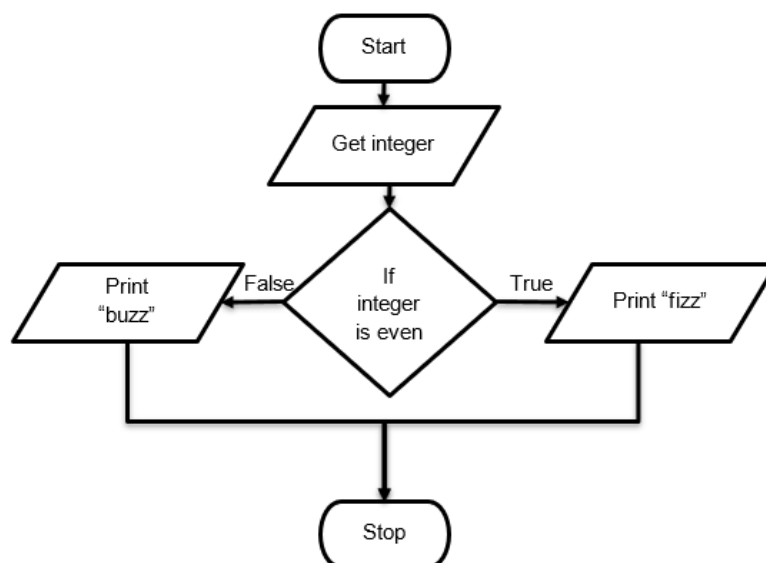 Start
Get integer
False
If
integer
is even
True
Print
“buzz”
Print “fizz”
Stop